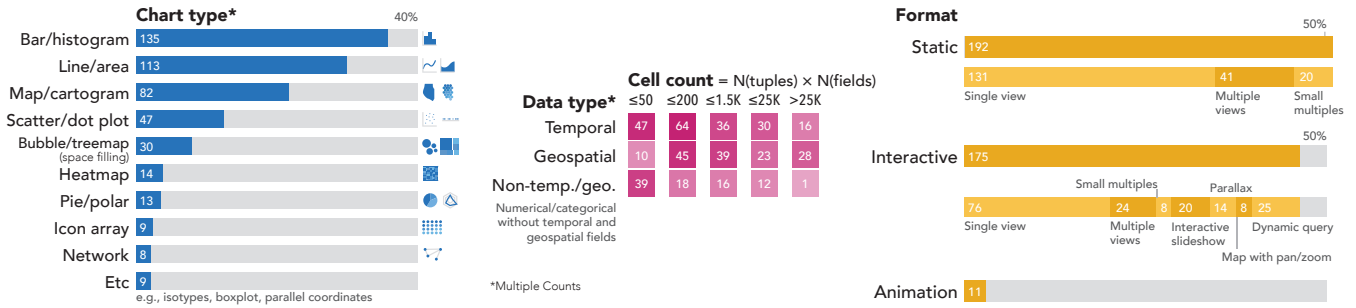 Chart type*
40%
Bar/histogram 135
Line/area 113
Map/cartogram 82
Scatter/dot plot 47
Bubble/treemap 30
(space filling)
Heatmap 14
Pie/polar 13
Icon array 9
Network 8
Etc 9
e.g., isotypes, boxplot, parallel coordinates
Cell count = N(tuples) × N(fields)
Data type* ≤50 ≤200 ≤1.5K ≤25K >25K
Temporal 47 64 36 30 16
Geospatial 10 45 39 23 28
Non-temp./geo. 39 18 16 12 1
Numerical/categorical
without temporal and
geospatial fields
*Multiple Counts
Format
50%
Static 192
131 41 20
Single view Multiple views Small multiples
50%
Interactive 175
Small multiples Parallax
76 24 8 20 14 8 25
Single view Multiple views Interactive slideshow Dynamic query
Map with pan/zoom
Animation 11